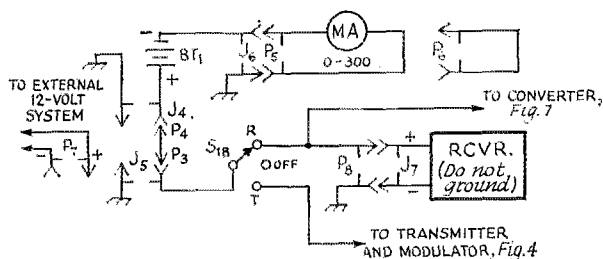 MA
0-300
BT1
J6
P5
P6
TO EXTERNAL
12-VOLT
SYSTEM
J4
P4
P3
J5
S1B
R
OFF
T
P8
J7
RCVR.
(Do not
ground)
TO CONVERTER,
Fig.7
TO TRANSMITTER
AND MODULATOR, Fig.4